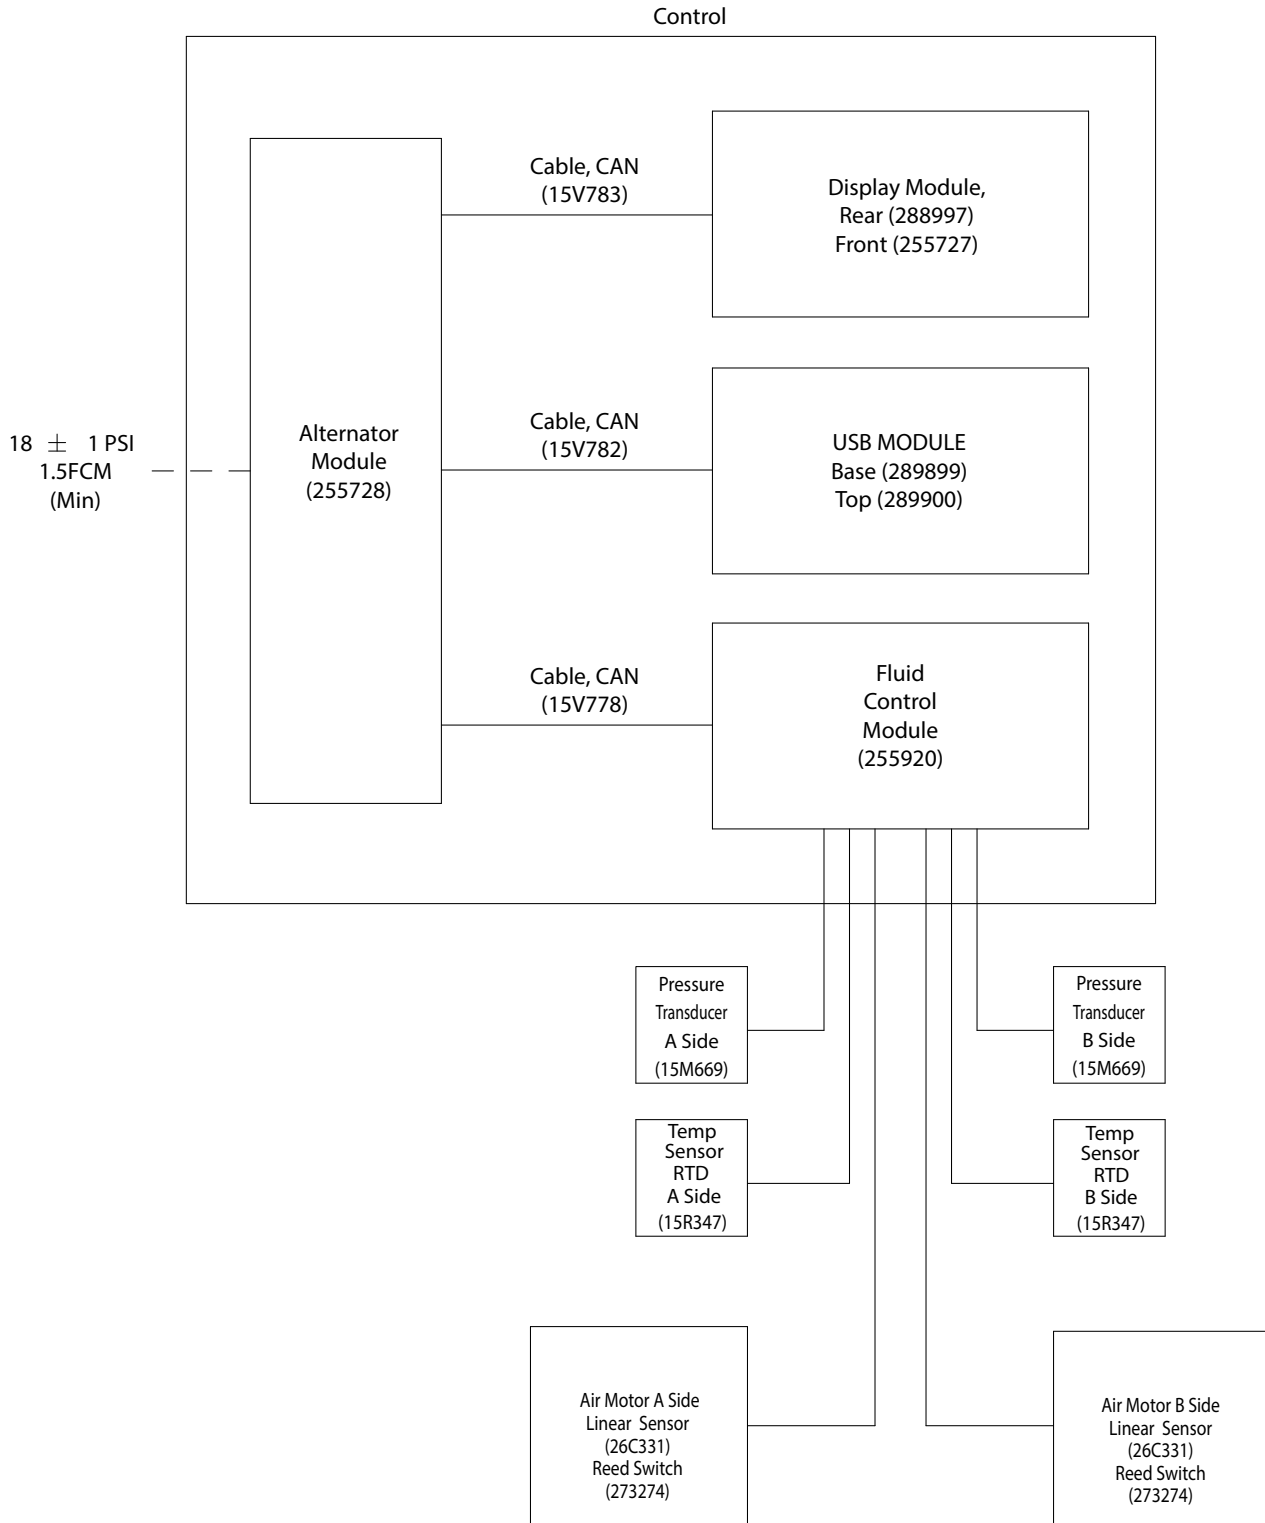 Control
Cable, CAN
(15V783)
Display Module,
Rear (288997)
Front (255727)
18 ± 1 PSI
1.5FCM
(Min)
Alternator
Module
(255728)
Cable, CAN
(15V782)
USB MODULE
Base (289899)
Top (289900)
Cable, CAN
(15V778)
Fluid
Control
Module
(255920)
Pressure
Transducer
A Side
(15M669)
Pressure
Transducer
B Side
(15M669)
Temp
Sensor
RTD
A Side
(15R347)
Temp
Sensor
RTD
B Side
(15R347)
Air Motor A Side
Linear Sensor
(26C331)
Reed Switch
(273274)
Air Motor B Side
Linear Sensor
(26C331)
Reed Switch
(273274)